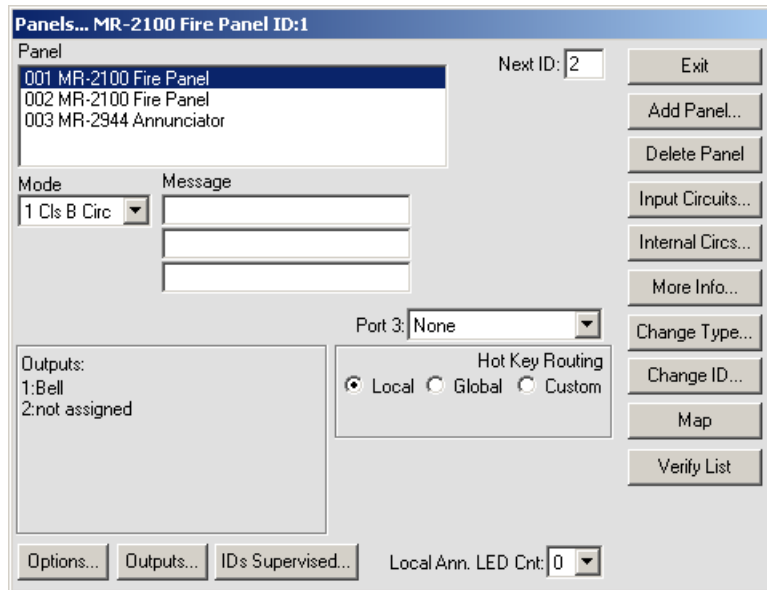 Panels... MR-2100 Fire Panel ID:1
Panel
Next ID: 2
001 MR-2100 Fire Panel
002 MR-2100 Fire Panel
003 MR-2944 Annunciator
Mode
Message
1 Cls B Circ
Port 3: None
Outputs:
1:Bell
2:not assigned
Hot Key Routing
Local Global Custom
Options... Outputs... IDs Supervised... Local Ann. LED Cnt: 0
Exit
Add Panel...
Delete Panel
Input Circuits...
Internal Circs...
More Info...
Change Type...
Change ID...
Map
Verify List